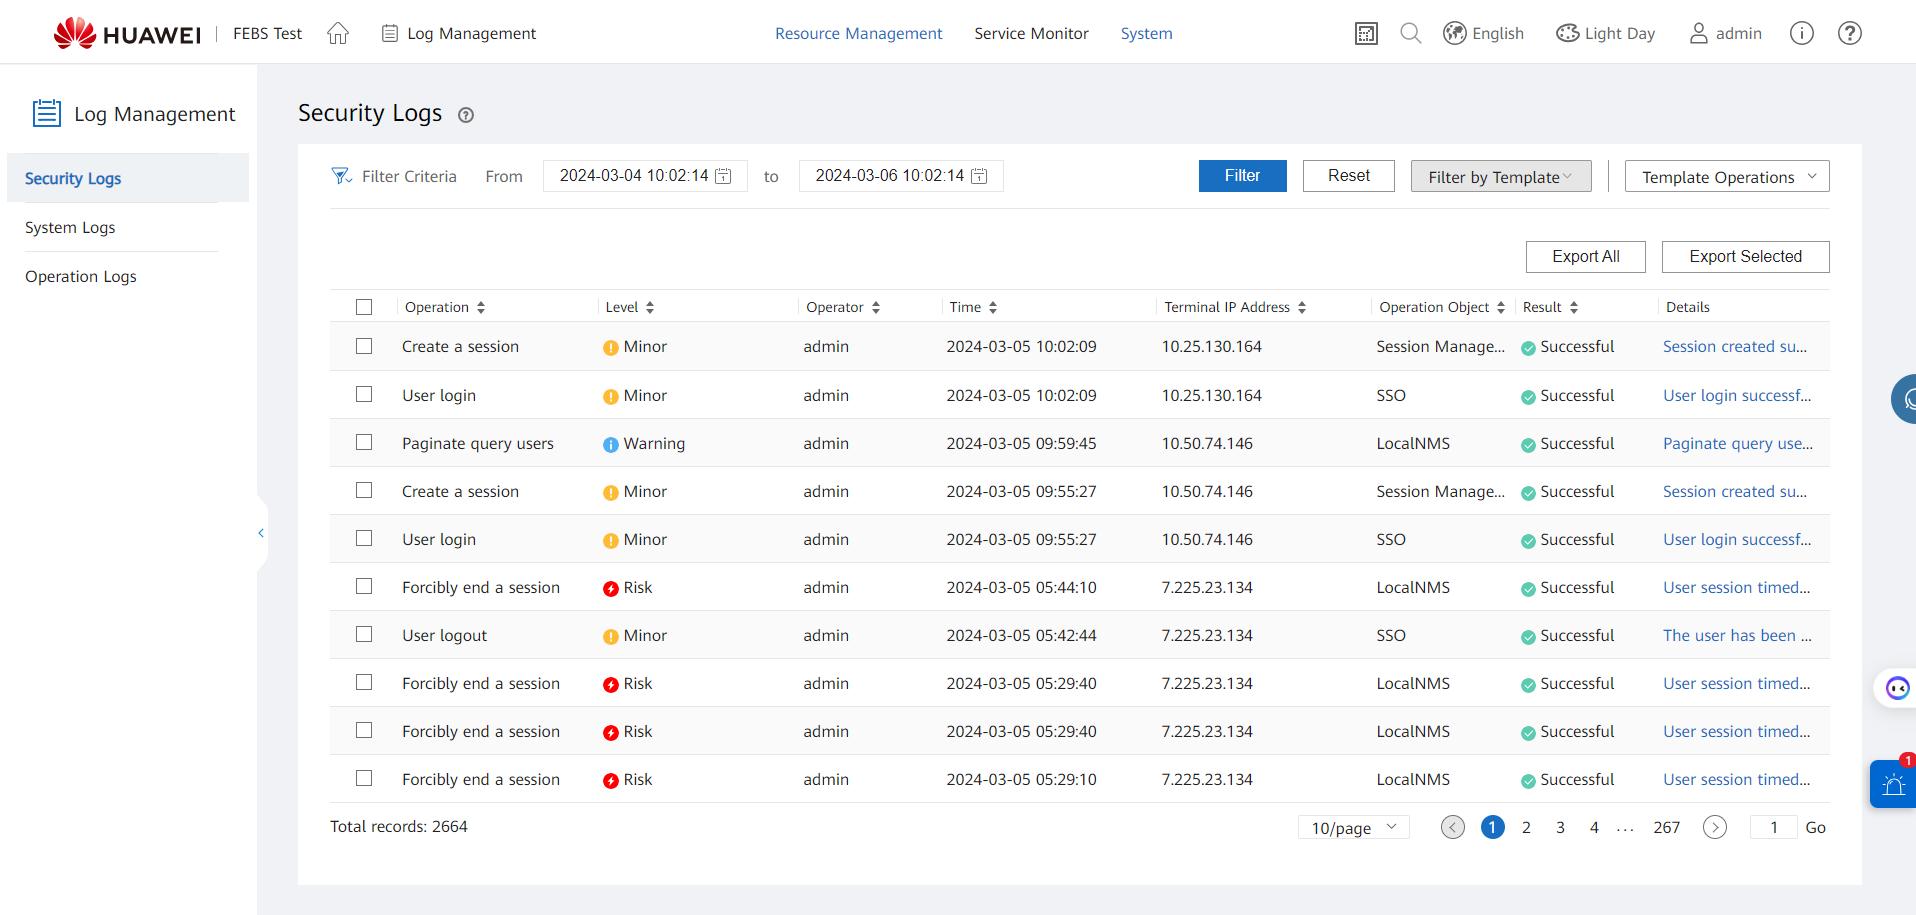 HUAWEI FEBS Test Log Management Resource Management Service Monitor System English Light Day admin
Log Management
Security Logs
System Logs
Operation Logs
Security Logs
Filter Criteria From 2024-03-04 10:02:14 to 2024-03-06 10:02:14 Filter Reset Filter by Template Template Operations
Export All Export Selected
Operation Level Operator Time Terminal IP Address Operation Object Result Details
Create a session Minor admin 2024-03-05 10:02:09 10.25.130.164 Session Manage... Successful Session created su...
User login Minor admin 2024-03-05 10:02:09 10.25.130.164 SSO Successful User login successf...
Paginate query users Warning admin 2024-03-05 09:59:45 10.50.74.146 LocalNMS Successful Paginate query use...
Create a session Minor admin 2024-03-05 09:55:27 10.50.74.146 Session Manage... Successful Session created su...
User login Minor admin 2024-03-05 09:55:27 10.50.74.146 SSO Successful User login successf...
Forcibly end a session Risk admin 2024-03-05 05:44:10 7.225.23.134 LocalNMS Successful User session timed...
User logout Minor admin 2024-03-05 05:42:44 7.225.23.134 SSO Successful The user has been ...
Forcibly end a session Risk admin 2024-03-05 05:29:40 7.225.23.134 LocalNMS Successful User session timed...
Forcibly end a session Risk admin 2024-03-05 05:29:40 7.225.23.134 LocalNMS Successful User session timed...
Forcibly end a session Risk admin 2024-03-05 05:29:10 7.225.23.134 LocalNMS Successful User session timed...
1
Total records: 2664 10/page 1 2 3 4 ... 267 1 Go